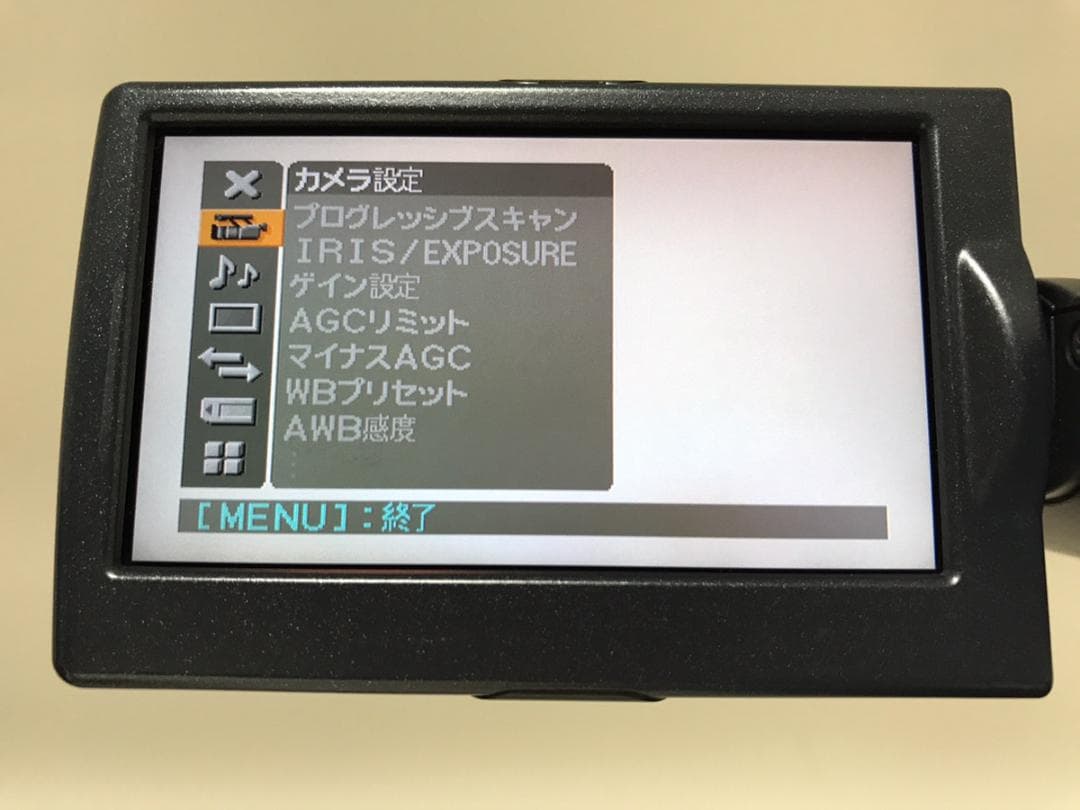 カメラ設定
プログレッシブスキャン
IRIS/EXPOSURE
ゲイン設定
AGCリミット
マイナスAGC
WBプリセット
AWB感度
[MENU]:終了